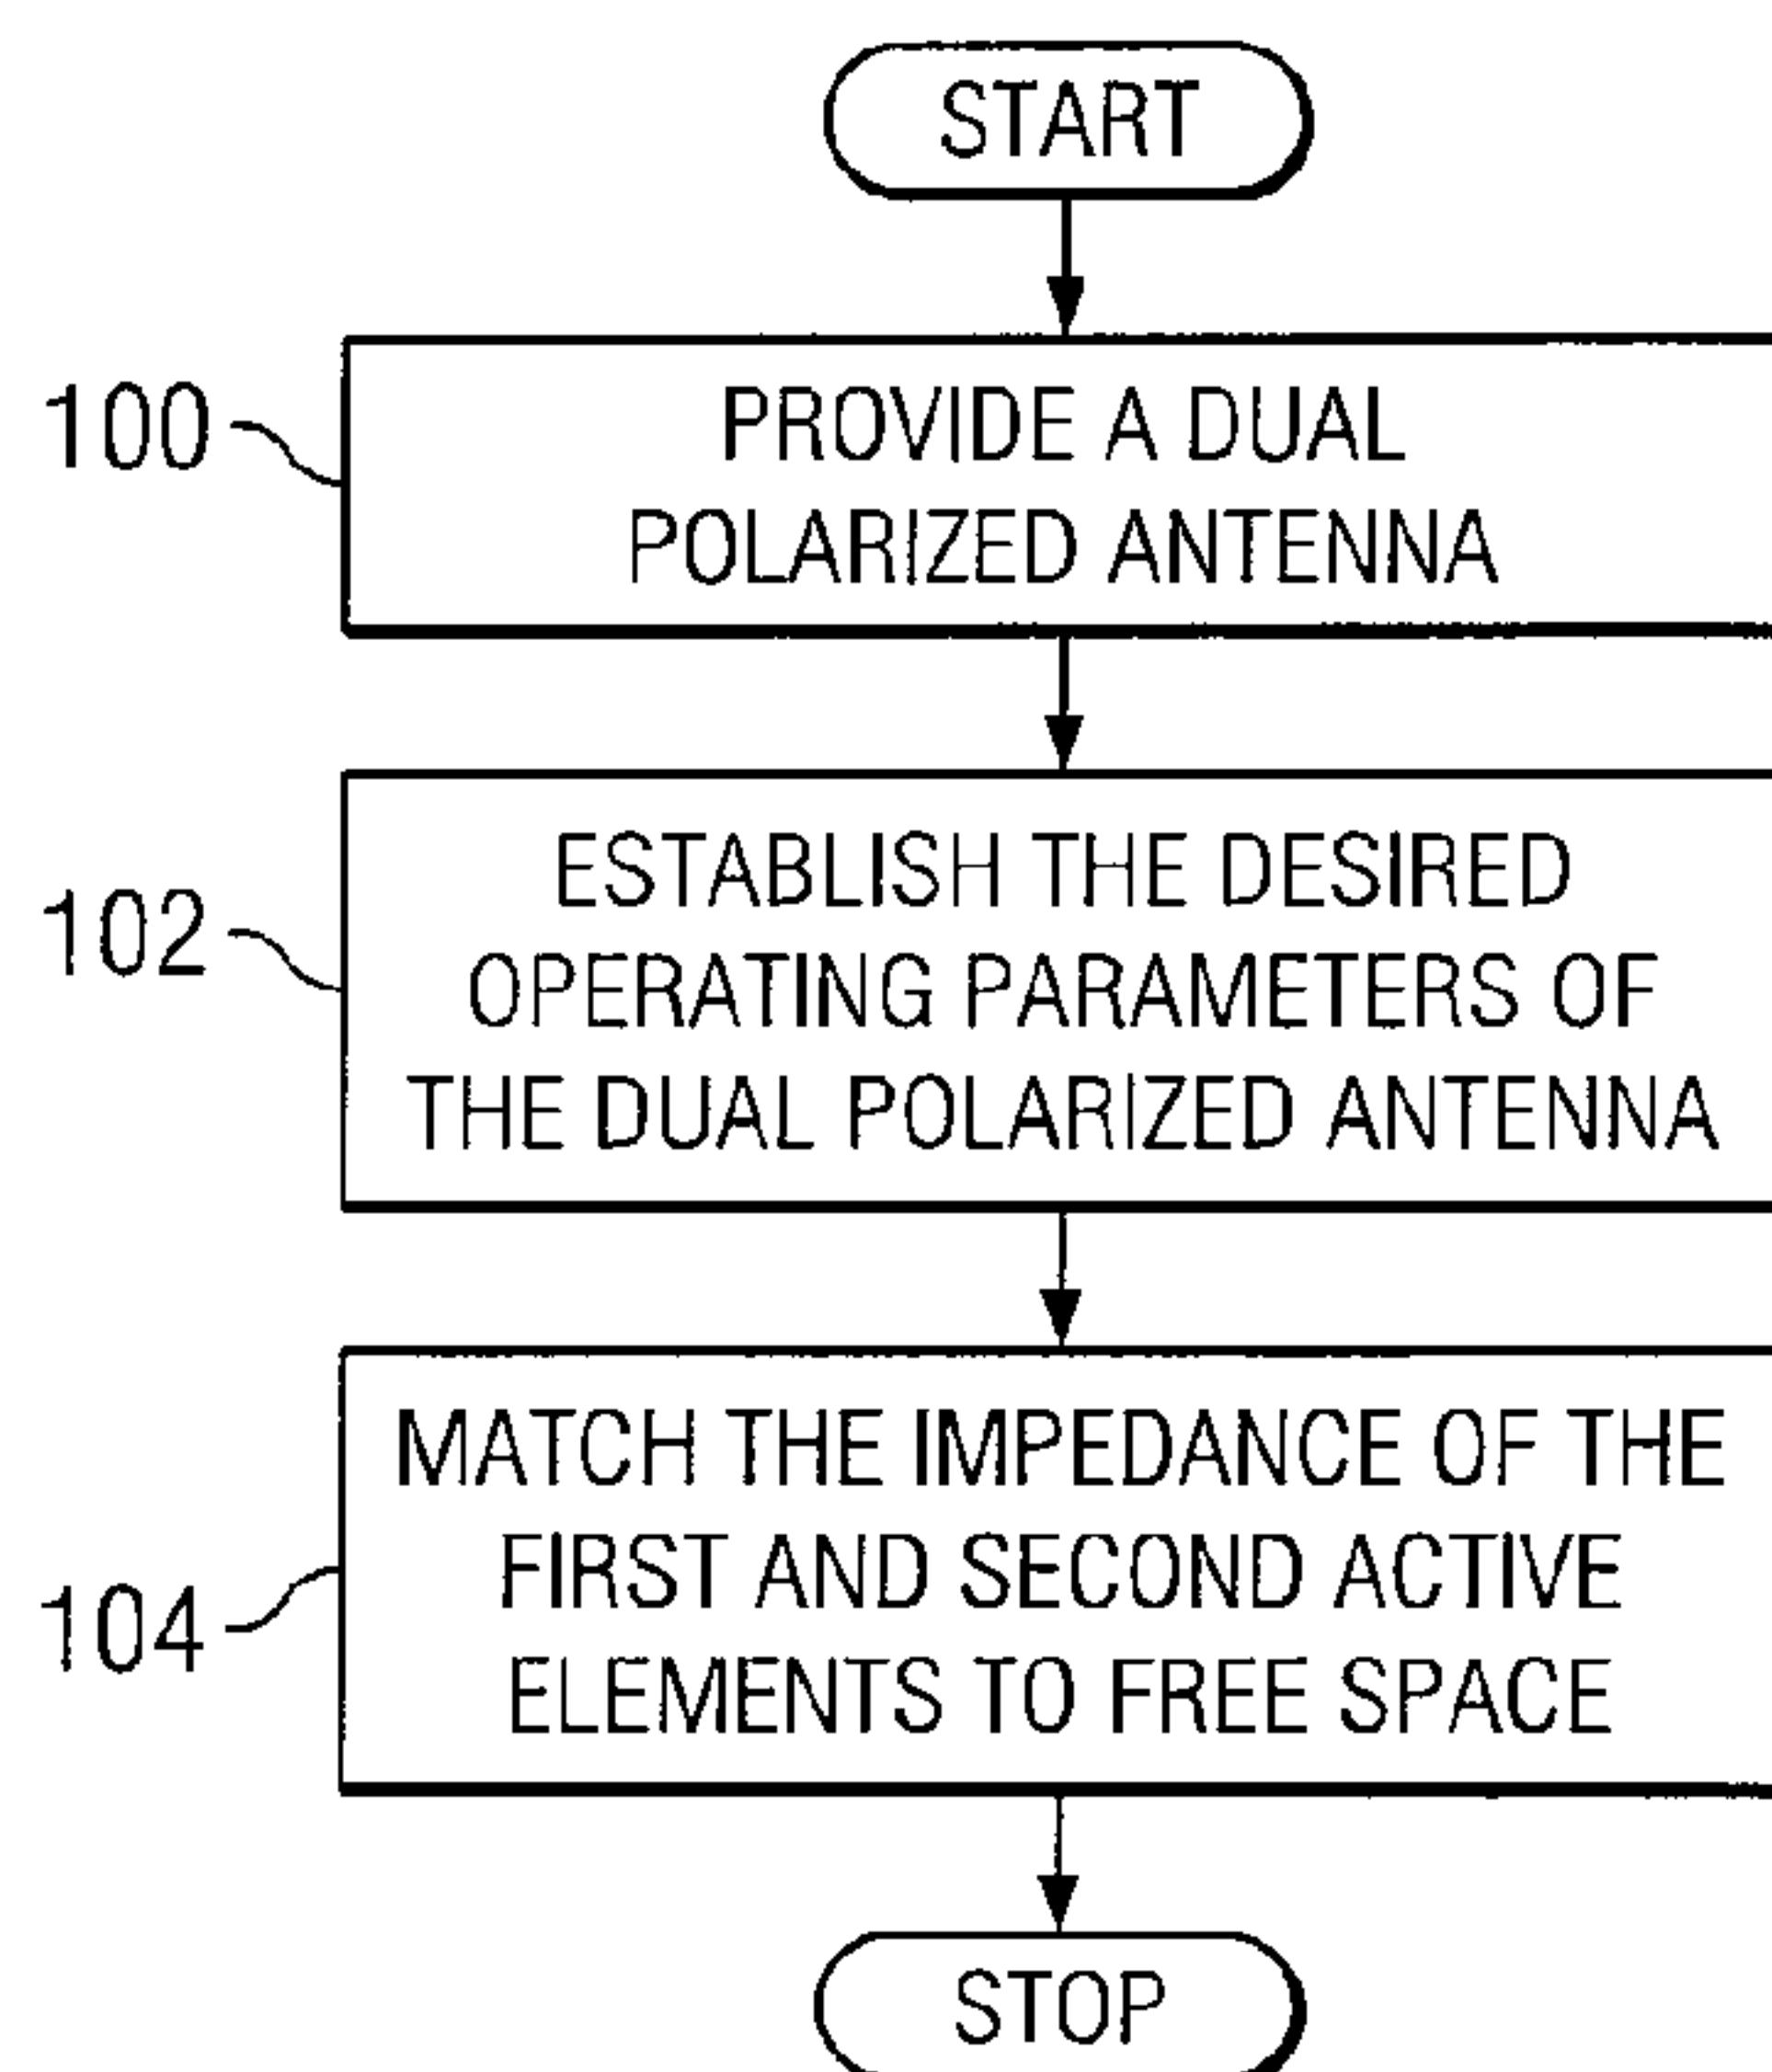 START
100
PROVIDE A DUAL
POLARIZED ANTENNA
102
ESTABLISH THE DESIRED
OPERATING PARAMETERS OF
THE DUAL POLARIZED ANTENNA
104
MATCH THE IMPEDANCE OF THE
FIRST AND SECOND ACTIVE
ELEMENTS TO FREE SPACE
STOP